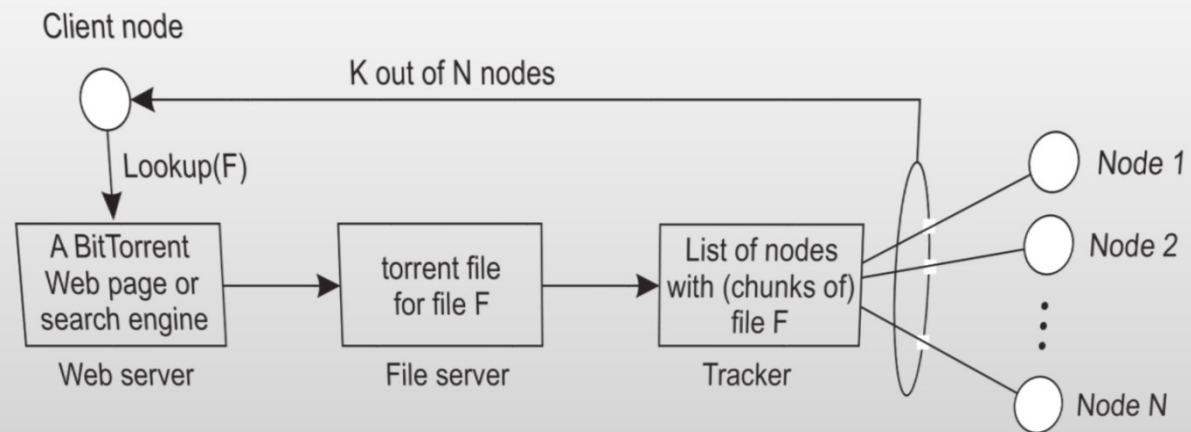 Client node
K out of N nodes
Lookup(F)
A BitTorrent
Web page or
search engine
Web server
torrent file
for file F
File server
List of nodes
with (chunks of)
file F
Tracker
Node 1
Node 2
Node N